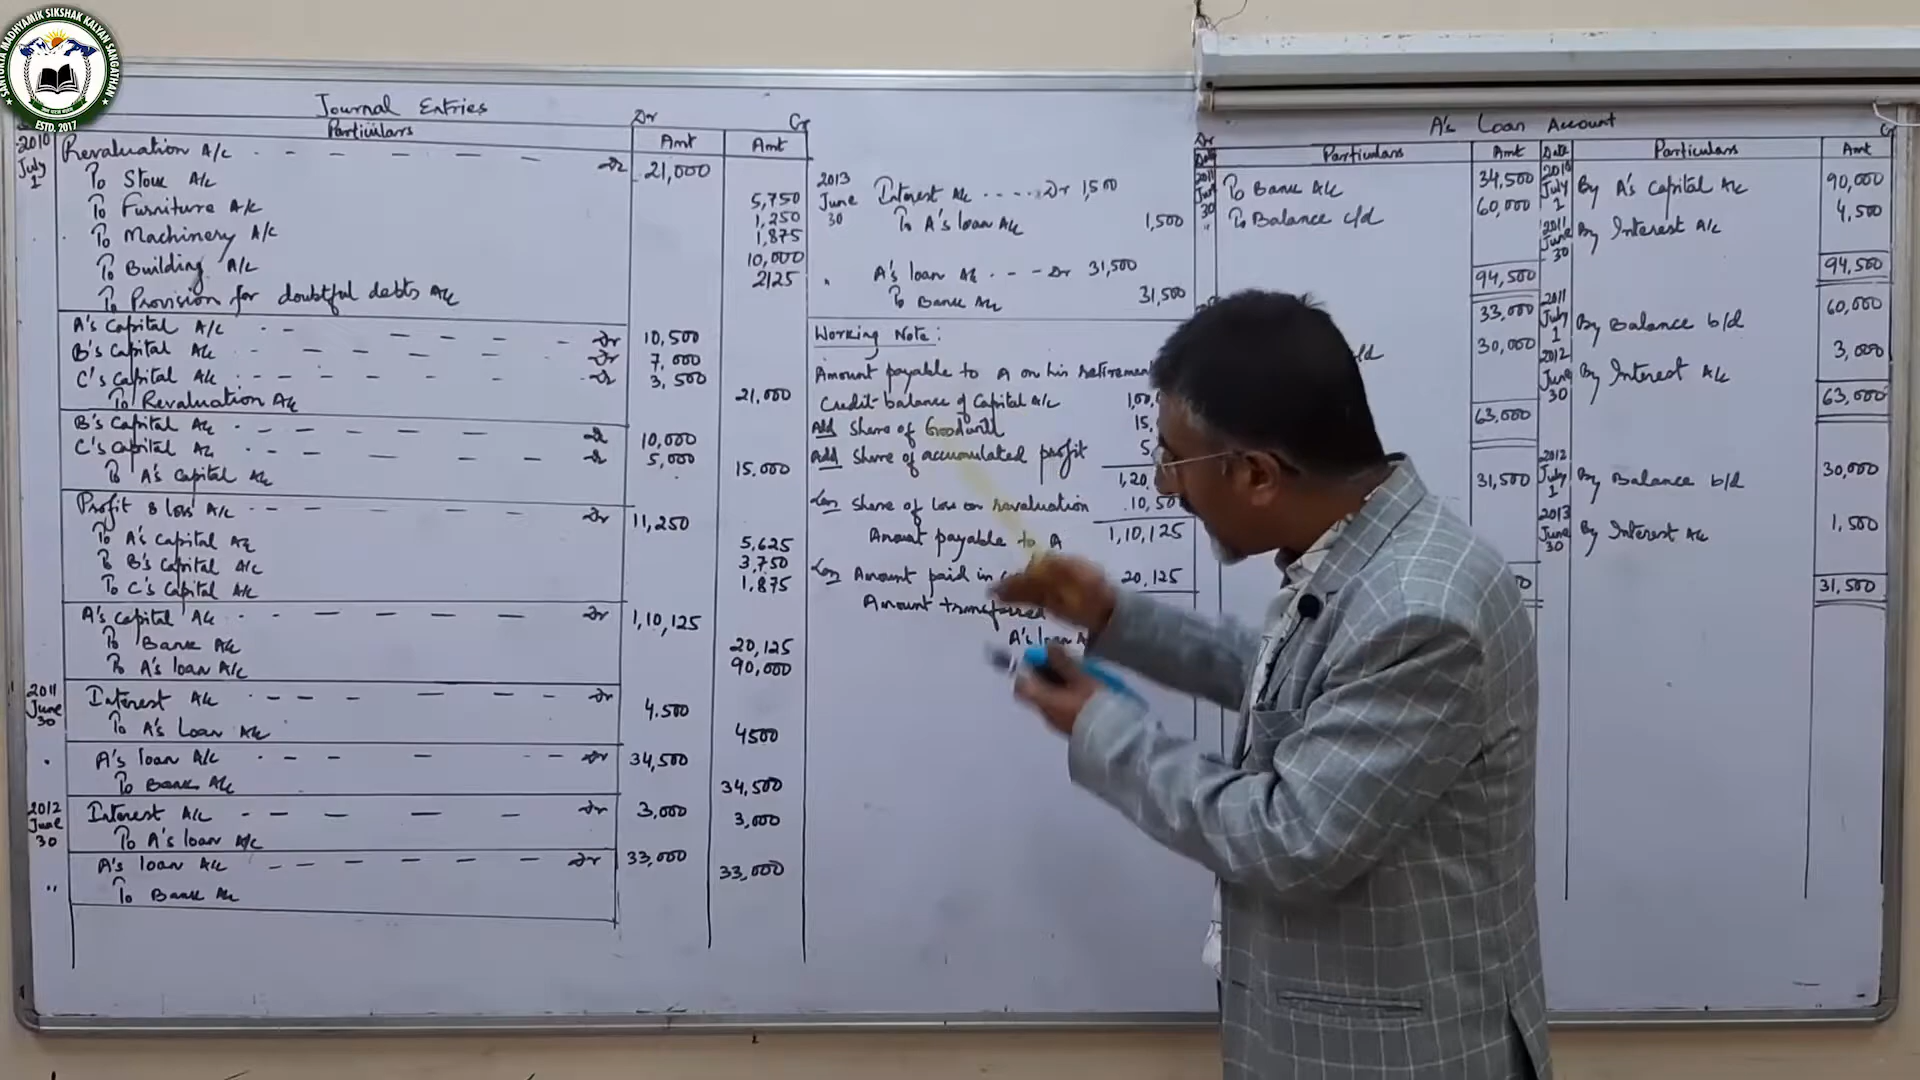 SANYUKTA MADHYAMIK SIKSHAK KALYAN SANGATHAN
ESTD. 2017
Journal Entries
Particulars Dr Amt Cr Amt
2010 July 1 Revaluation A/c Dr 21,000
To Stock A/c 5,750
To Furniture A/c 1,250
To Machinery A/c 1,875
To Building A/c 10,000
To Provision for doubtful debts A/c 2125
A's Capital A/c Dr 10,500
B's Capital A/c Dr 7,000
C's Capital A/c Dr 3,500
To Revaluation A/c 21,000
B's Capital A/c Dr 10,000
C's Capital A/c Dr 5,000
To A's Capital A/c 15,000
Profit & loss A/c Dr 11,250
To A's Capital A/c 5,625
To B's Capital A/c 3,750
To C's Capital A/c 1,875
A's Capital A/c Dr 1,10,125
To Bank A/c 20,125
To A's loan A/c 90,000
2011 June 30 Interest A/c Dr 4,500
To A's Loan A/c 4500
" A's loan A/c Dr 34,500
To Bank A/c 34,500
2012 June 30 Interest A/c Dr 3,000
To A's loan A/c 3,000
" A's loan A/c Dr 33,000
To Bank A/c 33,000
2013 June 30 Interest A/c Dr 1,500
To A's loan A/c 1,500
" A's loan A/c Dr 31,500
To Bank A/c 31,500
Working Note:
Amount payable to A on his retirement
Credit balance of Capital A/c
Add Share of Goodwill
Add Share of accumulated profit
Less Share of loss on revaluation
Amount payable to A 1,10,125
Less Amount paid in 20,125
Amount transferred
A's loan
A's Loan Account
Dr Cr
Date Particulars Amt Date Particulars Amt
2011 June 30 To Bank A/c 34,500 2010 July 1 By A's Capital A/c 90,000
" To Balance c/d 60,000 2011 June 30 By Interest A/c 4,500
94,500 94,500
33,000 2011 July 1 By Balance b/d 60,000
30,000 2012 June 30 By Interest A/c 3,000
63,000 63,000
31,500 2012 July 1 By Balance b/d 30,000
2013 June 30 By Interest A/c 1,500
31,500